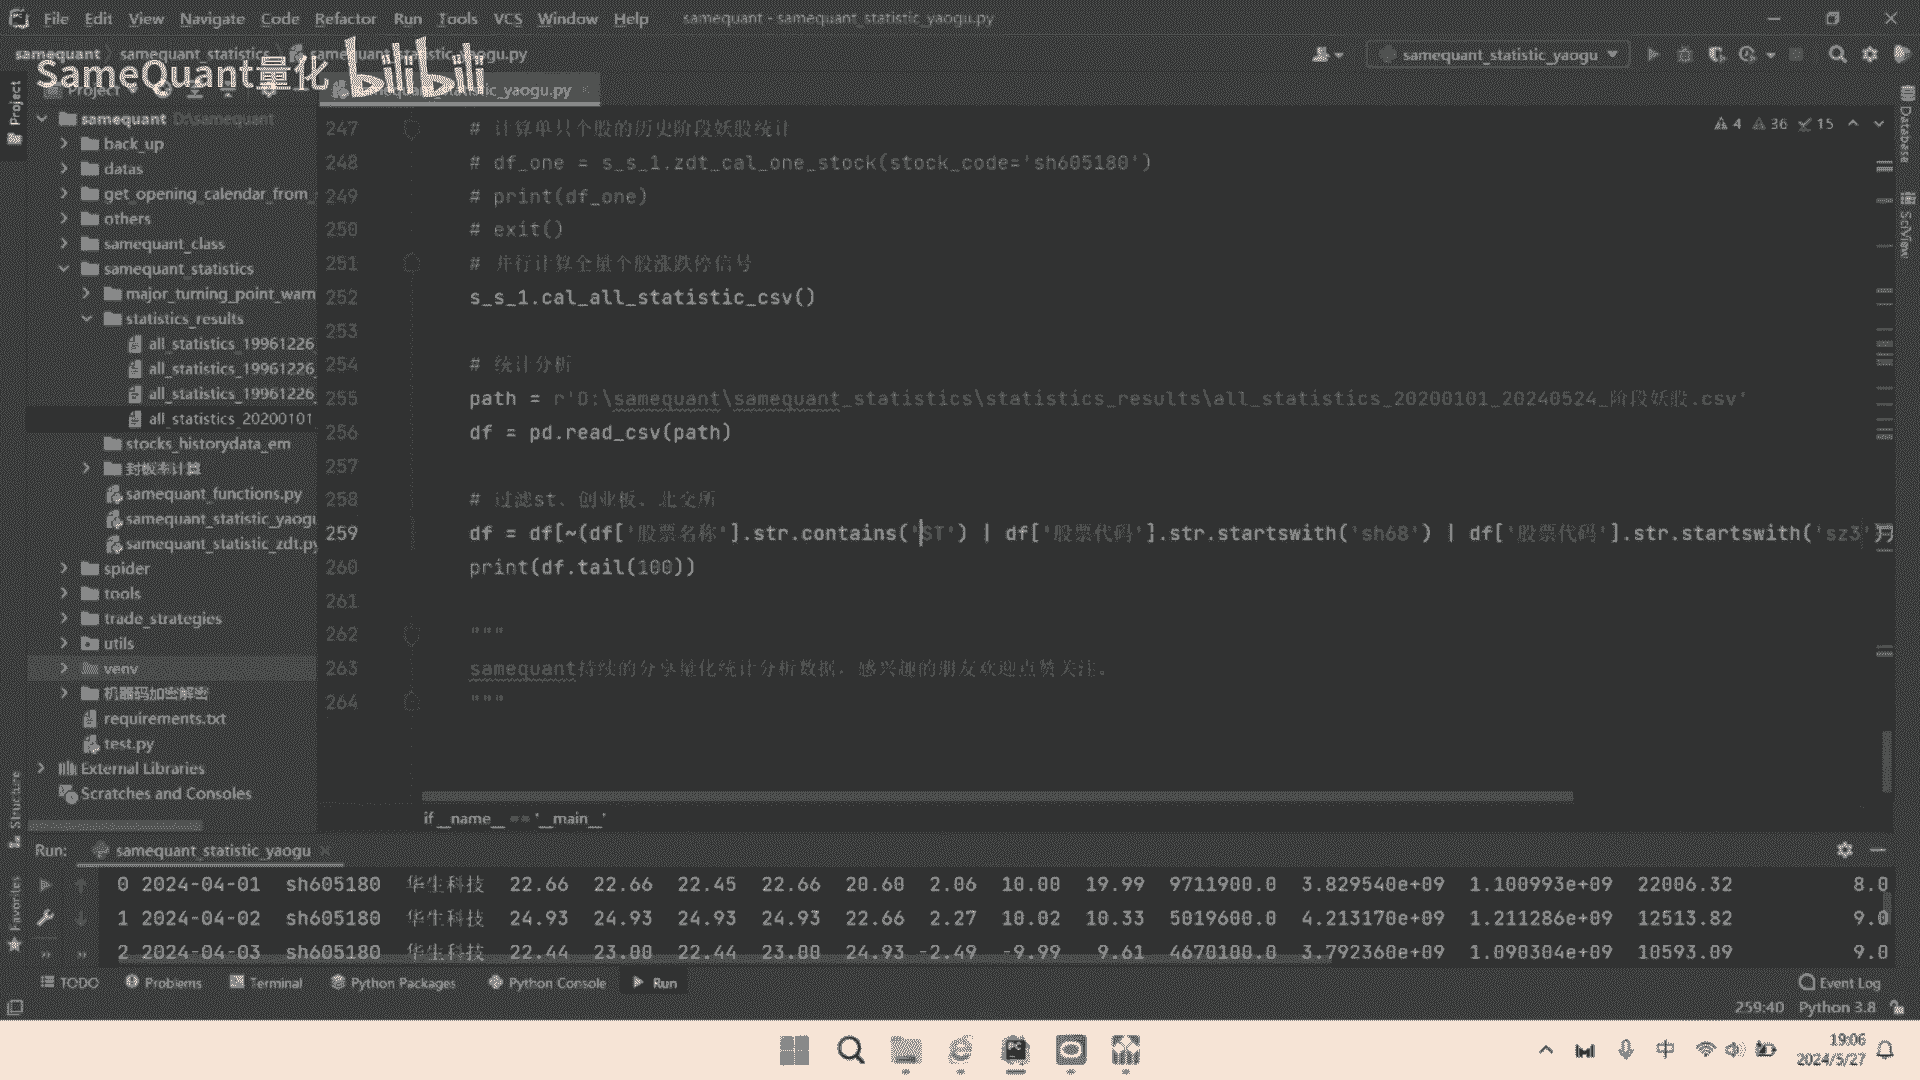 File Edit View Navigate Code Refactor Run Tools VCS Window Help samequant - samequant_statistic_yaogu.py
samequant samequant_statistics samequant_statistic_yaogu.py samequant_statistic_yaogu
SameQuant量化 bilibili
Project
samequant D:\samequant
back_up
datas
get_opening_calendar_from_
others
samequant_class
samequant_statistics
major_turning_point_warn
statistics_results
all_statistics_19961226_
all_statistics_19961226_
all_statistics_19961226_
all_statistics_20200101_
stocks_historydata_em
封板率计算
samequant_functions.py
samequant_statistic_yaogu
samequant_statistic_zdt.py
spider
tools
trade_strategies
utils
venv
机器码加密解密
requirements.txt
test.py
External Libraries
Scratches and Consoles
4 36 15
247 # 计算单只个股的历史阶段妖股统计
248 # df_one = s_s_1.zdt_cal_one_stock(stock_code='sh605180')
249 # print(df_one)
250 # exit()
251 # 并行计算全量个股涨跌停信号
252 s_s_1.cal_all_statistic_csv()
253
254 # 统计分析
255 path = r'D:\samequant\samequant_statistics\statistics_results\all_statistics_20200101_20240524_阶段妖股.csv'
256 df = pd.read_csv(path)
257
258 # 过滤st、创业板、北交所
259 df = df[~(df['股票名称'].str.contains('ST') | df['股票代码'].str.startswith('sh68') | df['股票代码'].str.startswith('sz3'))
260 print(df.tail(100))
261
262 """
263 samequant持续的分享量化统计分析数据，感兴趣的朋友欢迎点赞关注。
264 """
if __name__ == '__main__'
Database
SciView
Structure
Favorites
Run: samequant_statistic_yaogu
0 2024-04-01 sh605180 华生科技 22.66 22.66 22.45 22.66 20.60 2.06 10.00 19.99 9711900.0 3.829540e+09 1.100993e+09 22006.32 8.0
1 2024-04-02 sh605180 华生科技 24.93 24.93 24.93 24.93 22.66 2.27 10.02 10.33 5019600.0 4.213170e+09 1.211286e+09 12513.82 9.0
2 2024-04-03 sh605180 华生科技 22.44 23.00 22.44 23.00 24.93 -2.49 -9.99 9.61 4670100.0 3.792360e+09 1.090304e+09 10593.09 9.0
TODO Problems Terminal Python Packages Python Console Run Event Log
259:40 Python 3.8
中 19:06
2024/5/27